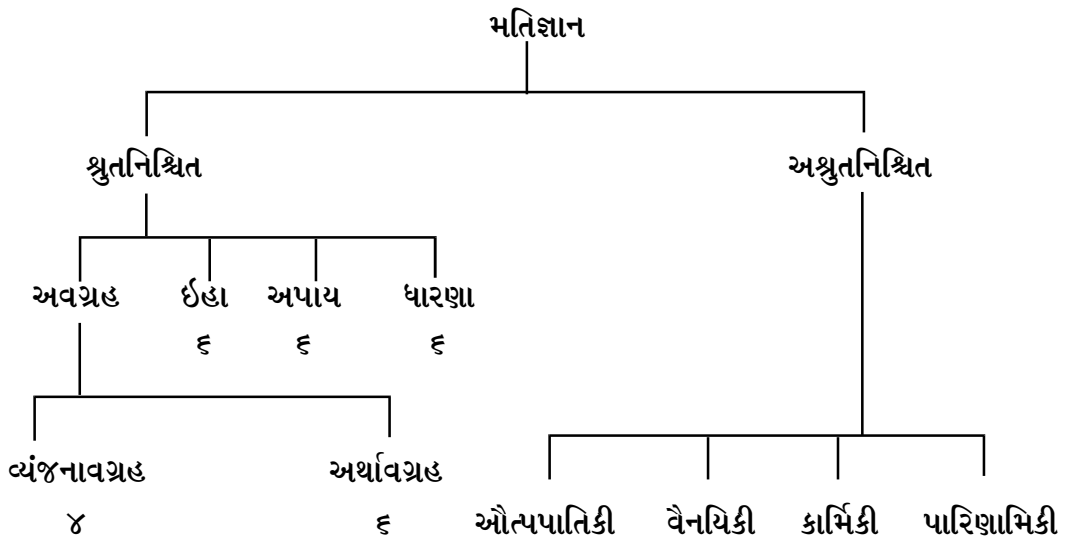 મતિજ્ઞાન
શ્રુતનિશ્ચિત અશ્રુતનિશ્ચિત
અવગ્રહ ઇહા અપાય ધારણા
૬ ૬ ૬
વ્યંજનાવગ્રહ અર્થાવગ્રહ
૪ ૬ ઔત્પપાતિકી વૈનયિકી કાર્મિકી પારિણામિકી